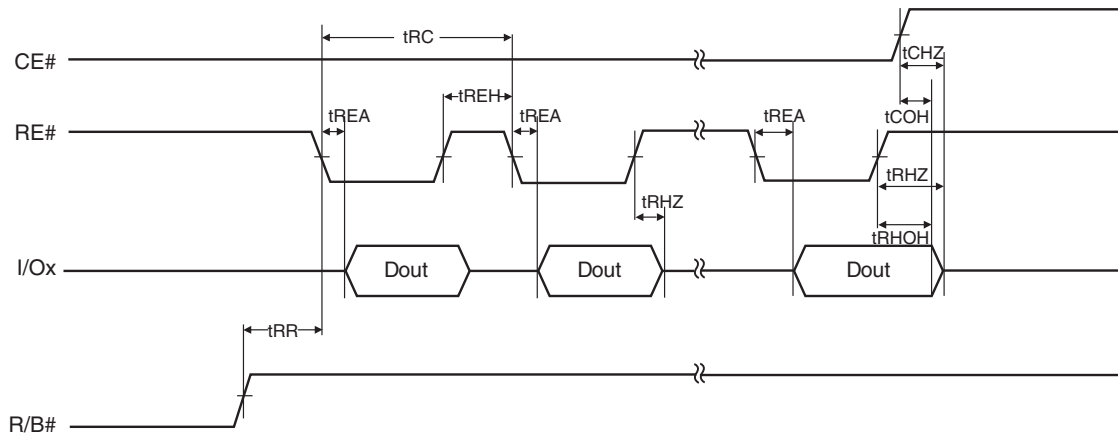 tRC
tCHZ
CE#
tREH
tREA
tREA
tREA
tCOH
RE#
tRHZ
tRHZ
tRHOH
I/Ox
Dout
Dout
Dout
tRR
R/B#